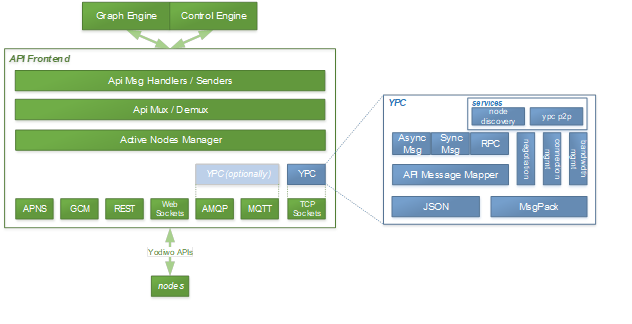 Graph Engine
Control Engine
API Frontend
Api Msg Handlers / Senders
Api Mux / Demux
Active Nodes Manager
YPC (optionally)
YPC
APNS
GCM
REST
Web
Sockets
AMQP
MQTT
TCP
Sockets
Yodiwo APIs
nodes
YPC
services
node
discovery
ypc p2p
Async
Msg
Sync
Msg
RPC
negotiation
connection
mgmt
bandwidth
mgmt
API Message Mapper
JSON
MsgPack